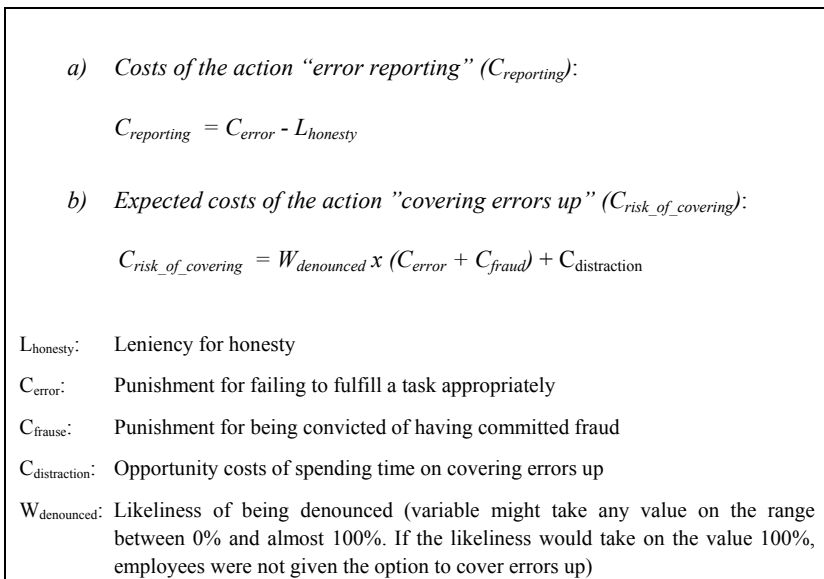 a) Costs of the action “error reporting” (Creporting):
Creporting = Cerror - Lhonesty
b) Expected costs of the action ”covering errors up” (Crisk_of_covering):
Crisk_of_covering = Wdenounced x (Cerror + Cfraud) + Cdistraction
Lhonesty: Leniency for honesty
Cerror: Punishment for failing to fulfill a task appropriately
Cfrause: Punishment for being convicted of having committed fraud
Cdistraction: Opportunity costs of spending time on covering errors up
Wdenounced: Likeliness of being denounced (variable might take any value on the range
between 0% and almost 100%. If the likeliness would take on the value 100%,
employees were not given the option to cover errors up)